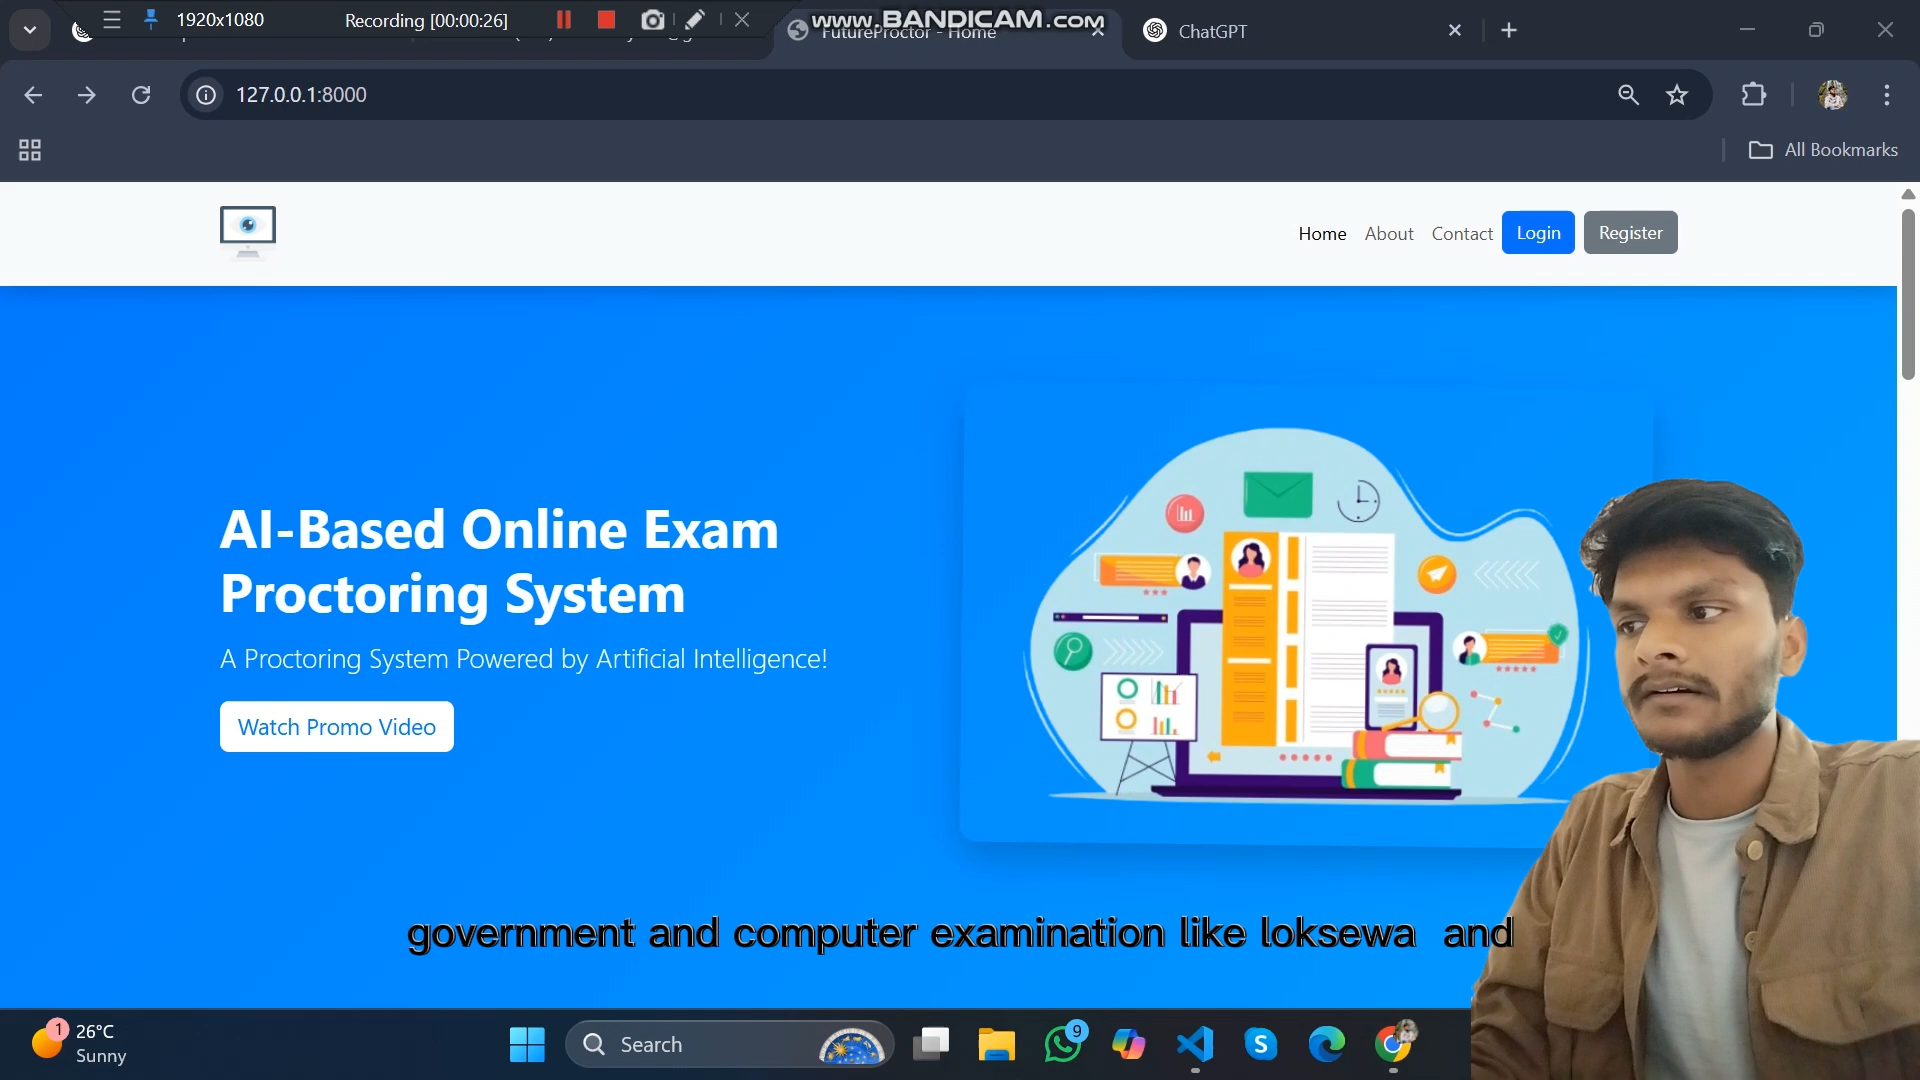 1920x1080
Recording [00:00:26]
www.BANDICAM.com
FutureProctor - Home
ChatGPT
127.0.0.1:8000
All Bookmarks
Home
About
Contact
Login
Register
AI-Based Online Exam
Proctoring System
A Proctoring System Powered by Artificial Intelligence!
Watch Promo Video
government and computer examination like loksewa and
1
26°C
Sunny
Search
9
S